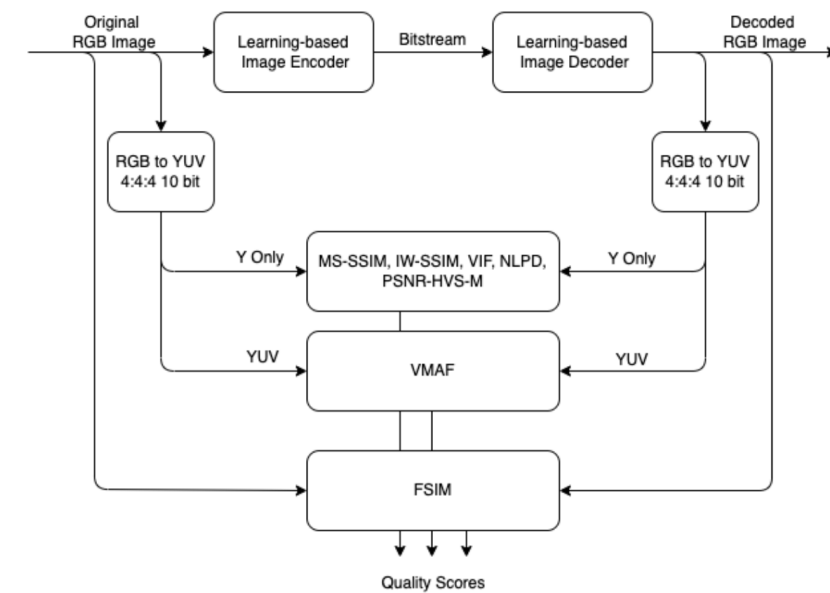 Original
RGB Image
Learning-based
Image Encoder
Bitstream
Learning-based
Image Decoder
Decoded
RGB Image
RGB to YUV
4:4:4 10 bit
RGB to YUV
4:4:4 10 bit
Y Only
MS-SSIM, IW-SSIM, VIF, NLPD,
PSNR-HVS-M
Y Only
YUV
VMAF
YUV
FSIM
Quality Scores